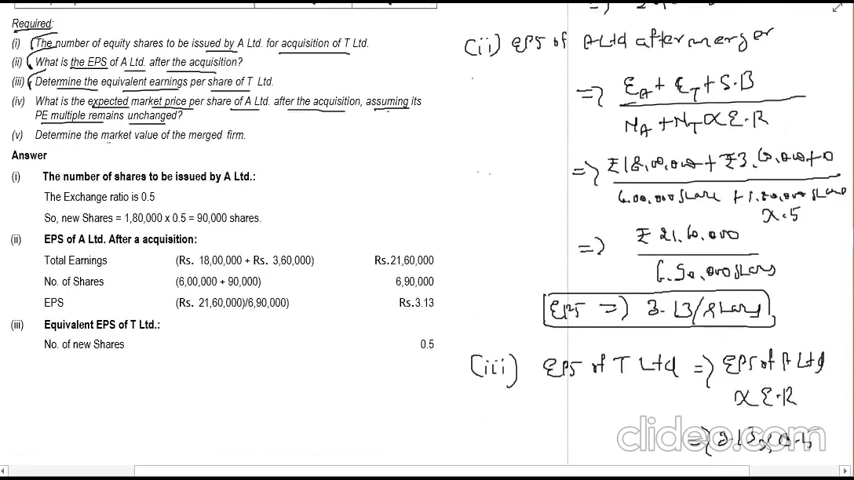 Required:
(i) The number of equity shares to be issued by A Ltd. for acquisition of T Ltd.
(ii) What is the EPS of A Ltd. after the acquisition?
(iii) Determine the equivalent earnings per share of T Ltd.
(iv) What is the expected market price per share of A Ltd. after the acquisition, assuming its
PE multiple remains unchanged?
(v) Determine the market value of the merged firm.
Answer
(i) The number of shares to be issued by A Ltd.:
The Exchange ratio is 0.5
So, new Shares = 1,80,000 x 0.5 = 90,000 shares.
(ii) EPS of A Ltd. After a acquisition:
Total Earnings (Rs. 18,00,000 + Rs. 3,60,000) Rs.21,60,000
No. of Shares (6,00,000 + 90,000) 6,90,000
EPS (Rs. 21,60,000)/6,90,000) Rs.3.13
(iii) Equivalent EPS of T Ltd.:
No. of new Shares 0.5
(ii) EPS of A Ltd after merger
=> E_A + E_T + S.B
N_A + N_T x E.R
=> ₹18,00,000 + ₹3,60,000 + 0
6,00,000 share + 1,80,000 share
x .5
=> ₹ 21,60,000
6,90,000 shares
EPS => 3.13/share
(iii) EPS of T Ltd => EPS of A Ltd
x E.R
clideo.com